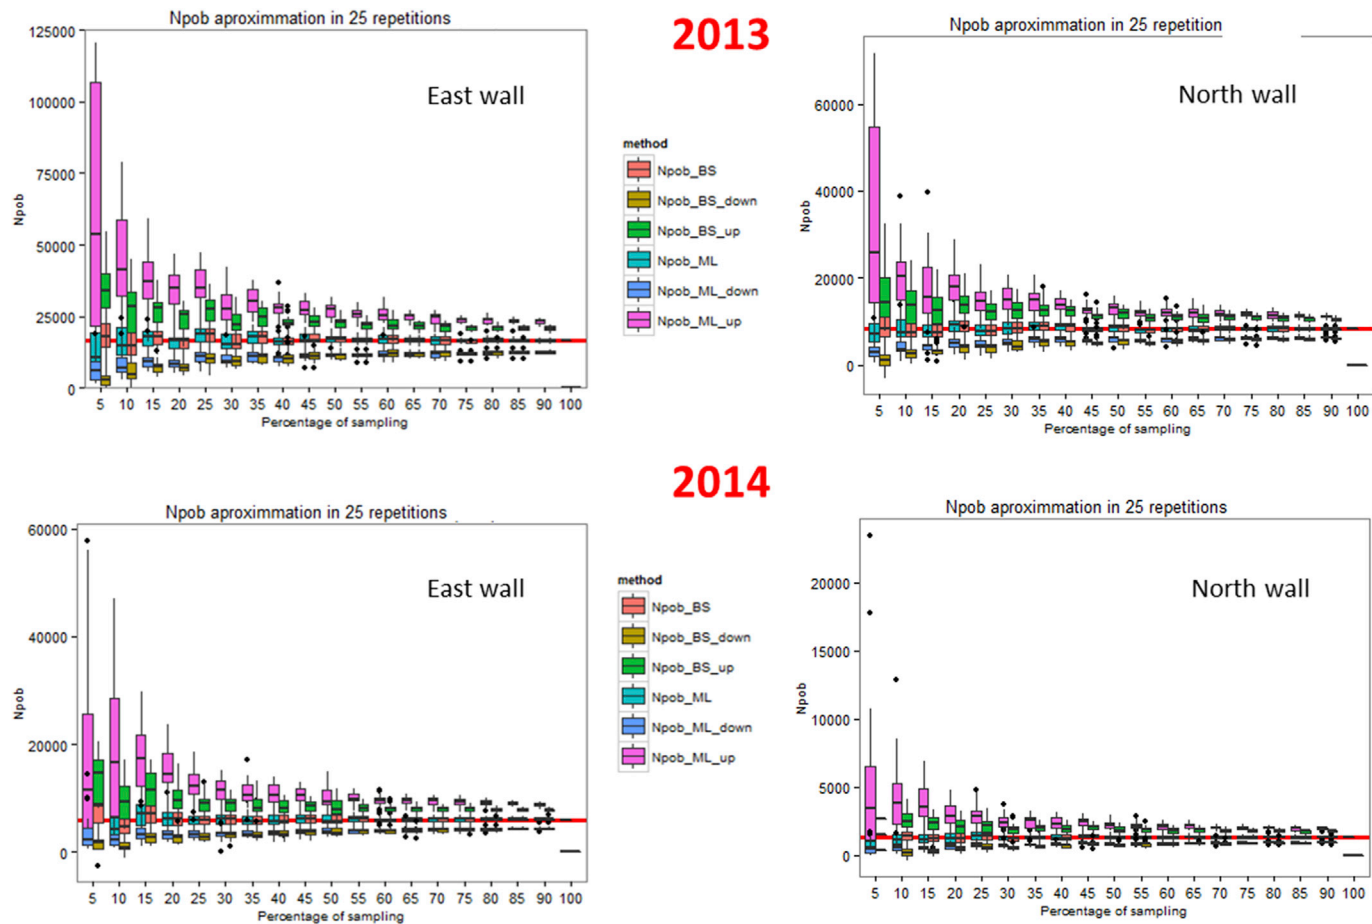 Npob aproximmation in 25 repetitions
2013
Npob aproximmation in 25 repetition
125000
100000
75000
50000
25000
0
Npob
East wall
5 10 15 20 25 30 35 40 45 50 60 65 70 75 80 85 90 100
Percentage of sampling
method
Npob_BS
Npob_BS_down
Npob_BS_up
Npob_ML
Npob_ML_down
Npob_ML_up
60000
40000
20000
0
Npob
North wall
5 10 15 20 25 30 35 40 45 50 60 65 70 75 80 85 90 100
Percentage of sampling
2014
Npob aproximmation in 25 repetitions
Npob aproximmation in 25 repetitions
60000
40000
20000
0
Npob
East wall
5 10 15 20 25 30 35 40 45 50 55 60 65 70 75 80 85 90 100
Percentage of sampling
method
Npob_BS
Npob_BS_down
Npob_BS_up
Npob_ML
Npob_ML_down
Npob_ML_up
20000
15000
10000
5000
0
Npob
North wall
5 10 15 20 25 30 35 40 45 50 55 60 65 70 75 80 85 90 100
Percentage of sampling